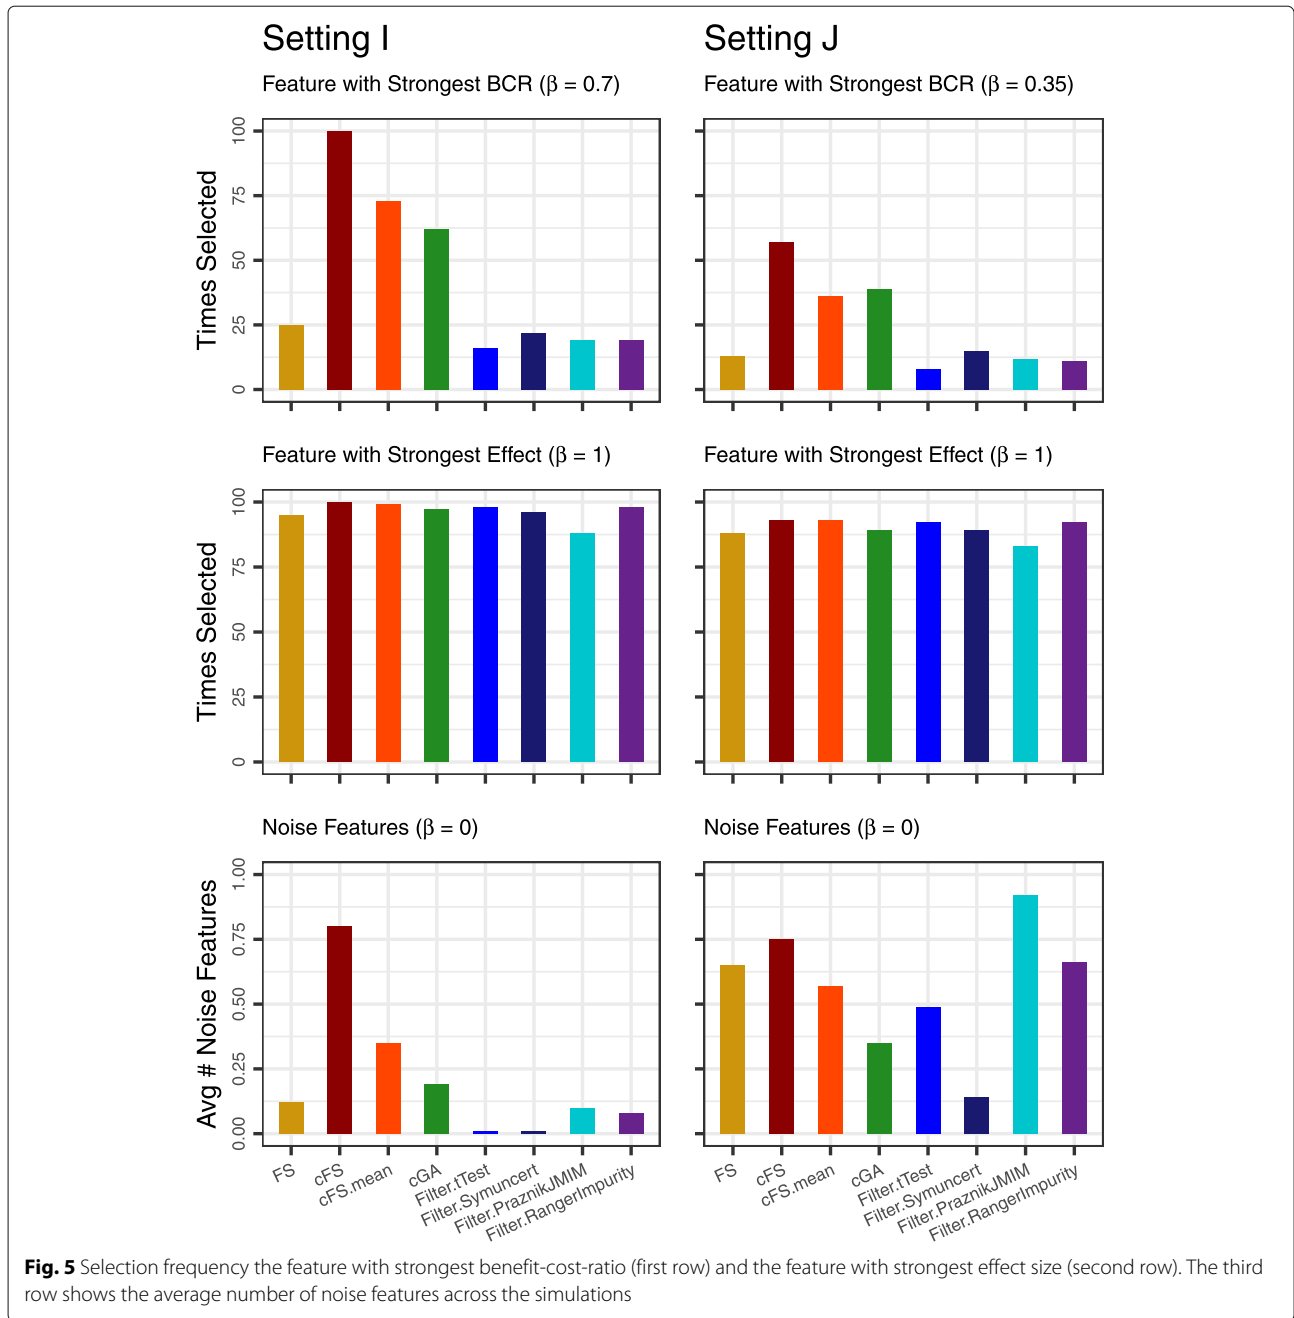 Setting I
Setting J
Feature with Strongest BCR (β = 0.7)
Feature with Strongest BCR (β = 0.35)
Times Selected
100
75
50
25
0
Feature with Strongest Effect (β = 1)
Feature with Strongest Effect (β = 1)
Times Selected
100
75
50
25
0
Noise Features (β = 0)
Noise Features (β = 0)
Avg # Noise Features
1.00
0.75
0.50
0.25
0.00
FS
cFS
cFS.mean
cGA
Filter.tTest
Filter.Symuncert
Filter.PraznikJMIM
Filter.RangerImpurity
FS
cFS
cFS.mean
cGA
Filter.tTest
Filter.Symuncert
Filter.PraznikJMIM
Filter.RangerImpurity
Fig. 5 Selection frequency the feature with strongest benefit-cost-ratio (first row) and the feature with strongest effect size (second row). The third
row shows the average number of noise features across the simulations